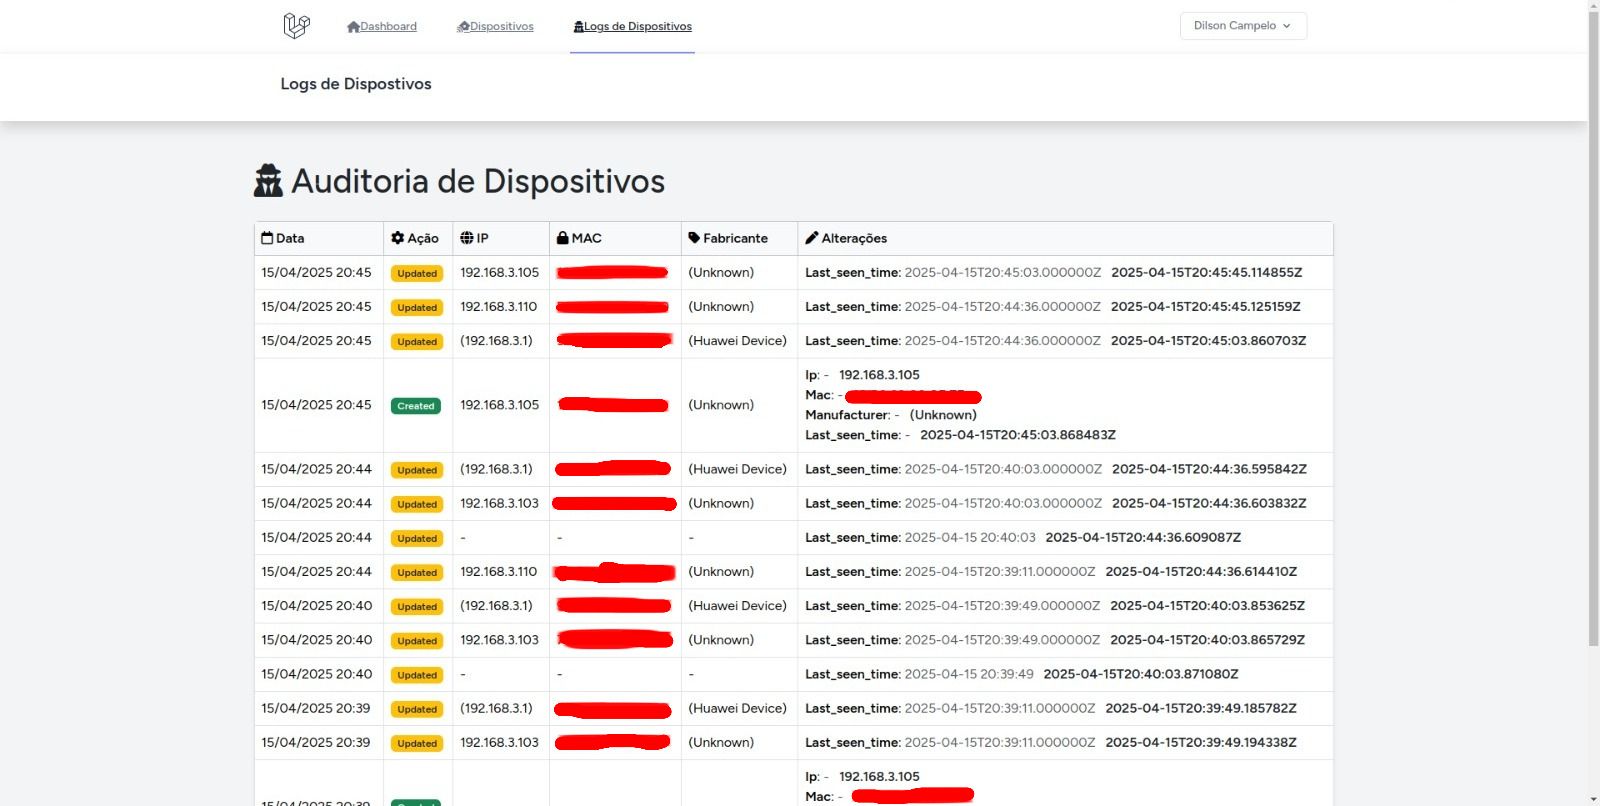 Dashboard Dispositivos Logs de Dispositivos Dilson Campelo
Logs de Dispostivos
Auditoria de Dispositivos
Data Ação IP MAC Fabricante Alterações
15/04/2025 20:45 Updated 192.168.3.105 (Unknown) Last_seen_time: 2025-04-15T20:45:03.000000Z 2025-04-15T20:45:45.114855Z
15/04/2025 20:45 Updated 192.168.3.110 (Unknown) Last_seen_time: 2025-04-15T20:44:36.000000Z 2025-04-15T20:45:45.125159Z
15/04/2025 20:45 Updated (192.168.3.1) (Huawei Device) Last_seen_time: 2025-04-15T20:44:36.000000Z 2025-04-15T20:45:03.860703Z
15/04/2025 20:45 Created 192.168.3.105 (Unknown) Ip: - 192.168.3.105
Mac: -
Manufacturer: - (Unknown)
Last_seen_time: - 2025-04-15T20:45:03.868483Z
15/04/2025 20:44 Updated (192.168.3.1) (Huawei Device) Last_seen_time: 2025-04-15T20:40:03.000000Z 2025-04-15T20:44:36.595842Z
15/04/2025 20:44 Updated 192.168.3.103 (Unknown) Last_seen_time: 2025-04-15T20:40:03.000000Z 2025-04-15T20:44:36.603832Z
15/04/2025 20:44 Updated - - - Last_seen_time: 2025-04-15 20:40:03 2025-04-15T20:44:36.609087Z
15/04/2025 20:44 Updated 192.168.3.110 (Unknown) Last_seen_time: 2025-04-15T20:39:11.000000Z 2025-04-15T20:44:36.614410Z
15/04/2025 20:40 Updated (192.168.3.1) (Huawei Device) Last_seen_time: 2025-04-15T20:39:49.000000Z 2025-04-15T20:40:03.853625Z
15/04/2025 20:40 Updated 192.168.3.103 (Unknown) Last_seen_time: 2025-04-15T20:39:49.000000Z 2025-04-15T20:40:03.865729Z
15/04/2025 20:40 Updated - - - Last_seen_time: 2025-04-15 20:39:49 2025-04-15T20:40:03.871080Z
15/04/2025 20:39 Updated (192.168.3.1) (Huawei Device) Last_seen_time: 2025-04-15T20:39:11.000000Z 2025-04-15T20:39:49.185782Z
15/04/2025 20:39 Updated 192.168.3.103 (Unknown) Last_seen_time: 2025-04-15T20:39:11.000000Z 2025-04-15T20:39:49.194338Z
Ip: - 192.168.3.105
Mac: -
15/04/2025 20:39